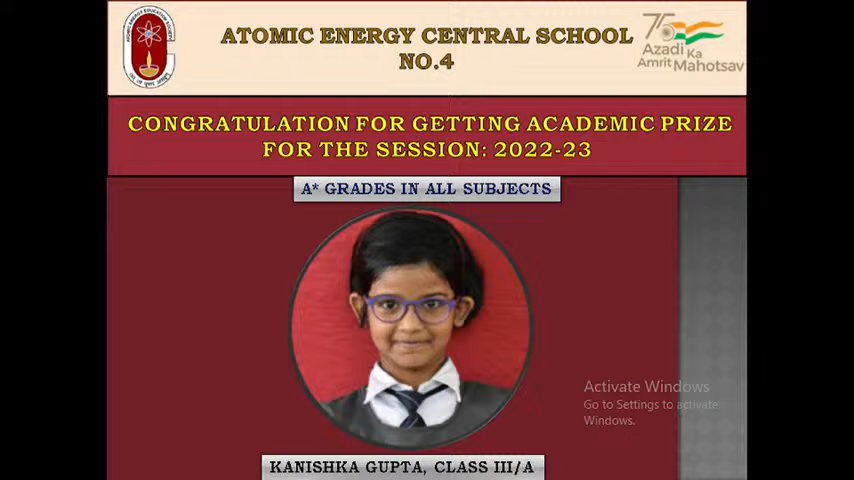 ATOMIC ENERGY CENTRAL SCHOOL
NO.4
75
Azadi Ka
Amrit Mahotsav
CONGRATULATION FOR GETTING ACADEMIC PRIZE
FOR THE SESSION: 2022-23
A* GRADES IN ALL SUBJECTS
Activate Windows
Go to Settings to activate
Windows.
KANISHKA GUPTA, CLASS III/A